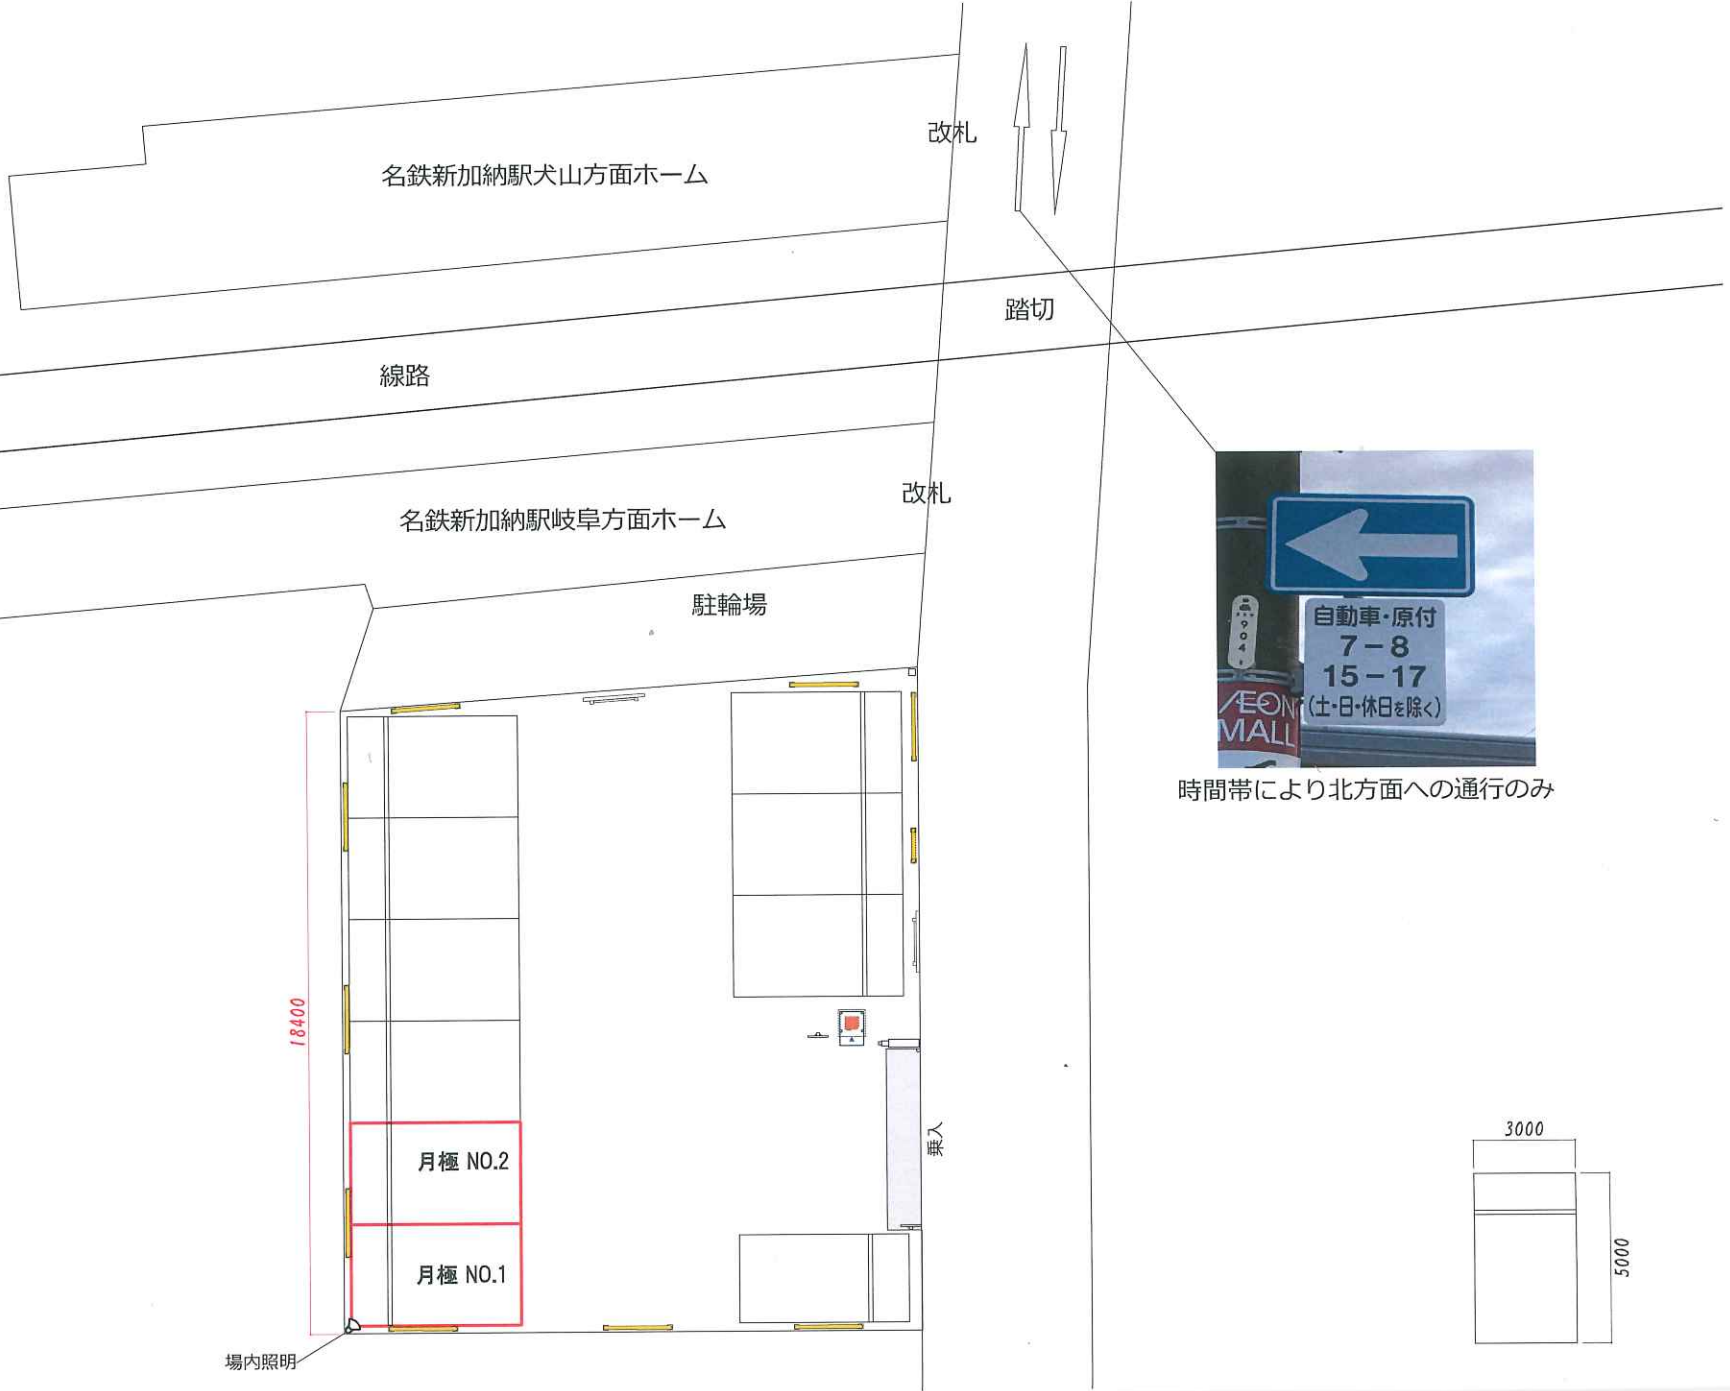 改札
名鉄新加納駅犬山方面ホーム
踏切
線路
改札
名鉄新加納駅岐阜方面ホーム
駐輪場
自動車・原付
7－8
15－17
(土・日・休日を除く)
904
ÆON
MALL
時間帯により北方面への通行のみ
18400
乗入
月極 NO.2
月極 NO.1
場内照明
3000
5000